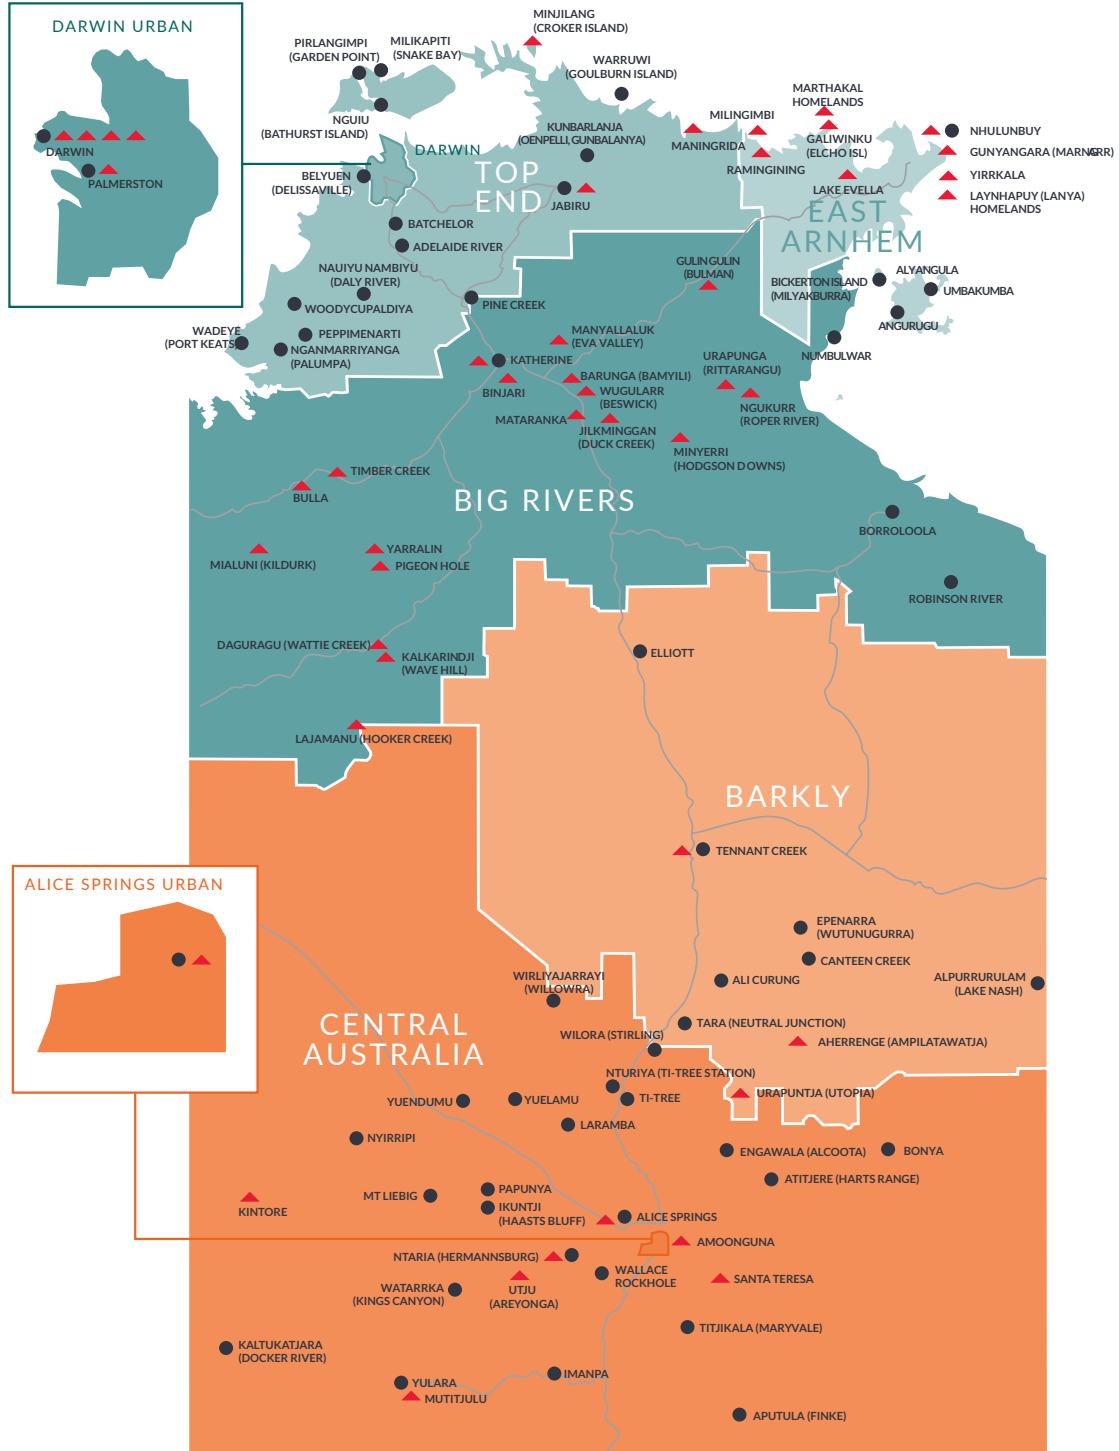 DARWIN URBAN
DARWIN
PALMERSTON
MINJILANG
(CROKER ISLAND)
PIRLANGIMPI
(GARDEN POINT)
MILIKAPITI
(SNAKE BAY)
WARRUWI
(GOULBURN ISLAND)
NGUIU
(BATHURST ISLAND)
MARTHAKAL
HOMELANDS
MILINGIMBI
KUNBARLANJA
(OENPELLI, GUNBALANYA)
MANINGRIDA
GALIWINKU
(ELCHO ISL)
NHULUNBUY
GUNYANGARA (MARNGARR)
DARWIN
TOP
END
RAMINGINING
YIRRKALA
BELYUEN
(DELISSAVILLE)
LAKE EVELLA
LAYNHAPUY (LANYA)
HOMELANDS
JABIRU
EAST
ARNHEM
BATCHELOR
ADELAIDE RIVER
NAUIYU NAMBIYU
(DALY RIVER)
GULIN GULIN
(BULMAN)
ALYANGULA
BICKERTON ISLAND
(MILYAKBURRA)
UMBAKUMBA
WOODYCUPALDIYA
PINE CREEK
ANGURUGU
WADEYE
(PORT KEATS)
PEPPIMENARTI
MANYALLALUK
(EVA VALLEY)
NGANMARRIYANGA
(PALUMPA)
NUMBULWAR
KATHERINE
URAPUNGA
(RITTARANGU)
BARUNGA (BAMYILI)
BINJARI
WUGULARR
(BESWICK)
NGUKURR
(ROPER RIVER)
MATARANKA
JILKMINGGAN
(DUCK CREEK)
MINYERRI
(HODGSON DOWNS)
TIMBER CREEK
BULLA
BIG RIVERS
BORROLOOLA
YARRALIN
MIALUNI (KILDURK)
PIGEON HOLE
ROBINSON RIVER
DAGURAGU (WATTIE CREEK)
KALKARINDJI
(WAVE HILL)
ELLIOTT
LAJAMANU (HOOKER CREEK)
BARKLY
TENNANT CREEK
ALICE SPRINGS URBAN
EPENARRA
(WUTUNUGURRA)
CANTEEN CREEK
WIRLIYAJARRAYI
(WILLOWRA)
ALI CURUNG
ALPURRURULAM
(LAKE NASH)
CENTRAL
AUSTRALIA
TARA (NEUTRAL JUNCTION)
WILORA (STIRLING)
AHERRENGE (AMPILATAWATJA)
NTURIYA (TI-TREE STATION)
URAPUNTJA (UTOPIA)
YUENDUMU
YUELAMU
TI-TREE
LARAMBA
NYIRRIPI
ENGAWALA (ALCOOTA)
BONYA
ATITJERE (HARTS RANGE)
MT LIEBIG
PAPUNYA
KINTORE
IKUNTJI
(HAASTS BLUFF)
ALICE SPRINGS
AMOONGUNA
NTARIA (HERMANNSBURG)
WALLACE
ROCKHOLE
SANTA TERESA
WATARRKA
(KINGS CANYON)
UTJU
(AREYONGA)
TITJIKALA (MARYVALE)
KALTUKATJARA
(DOCKER RIVER)
IMANPA
YULARA
MUTITJULU
APUTULA (FINKE)